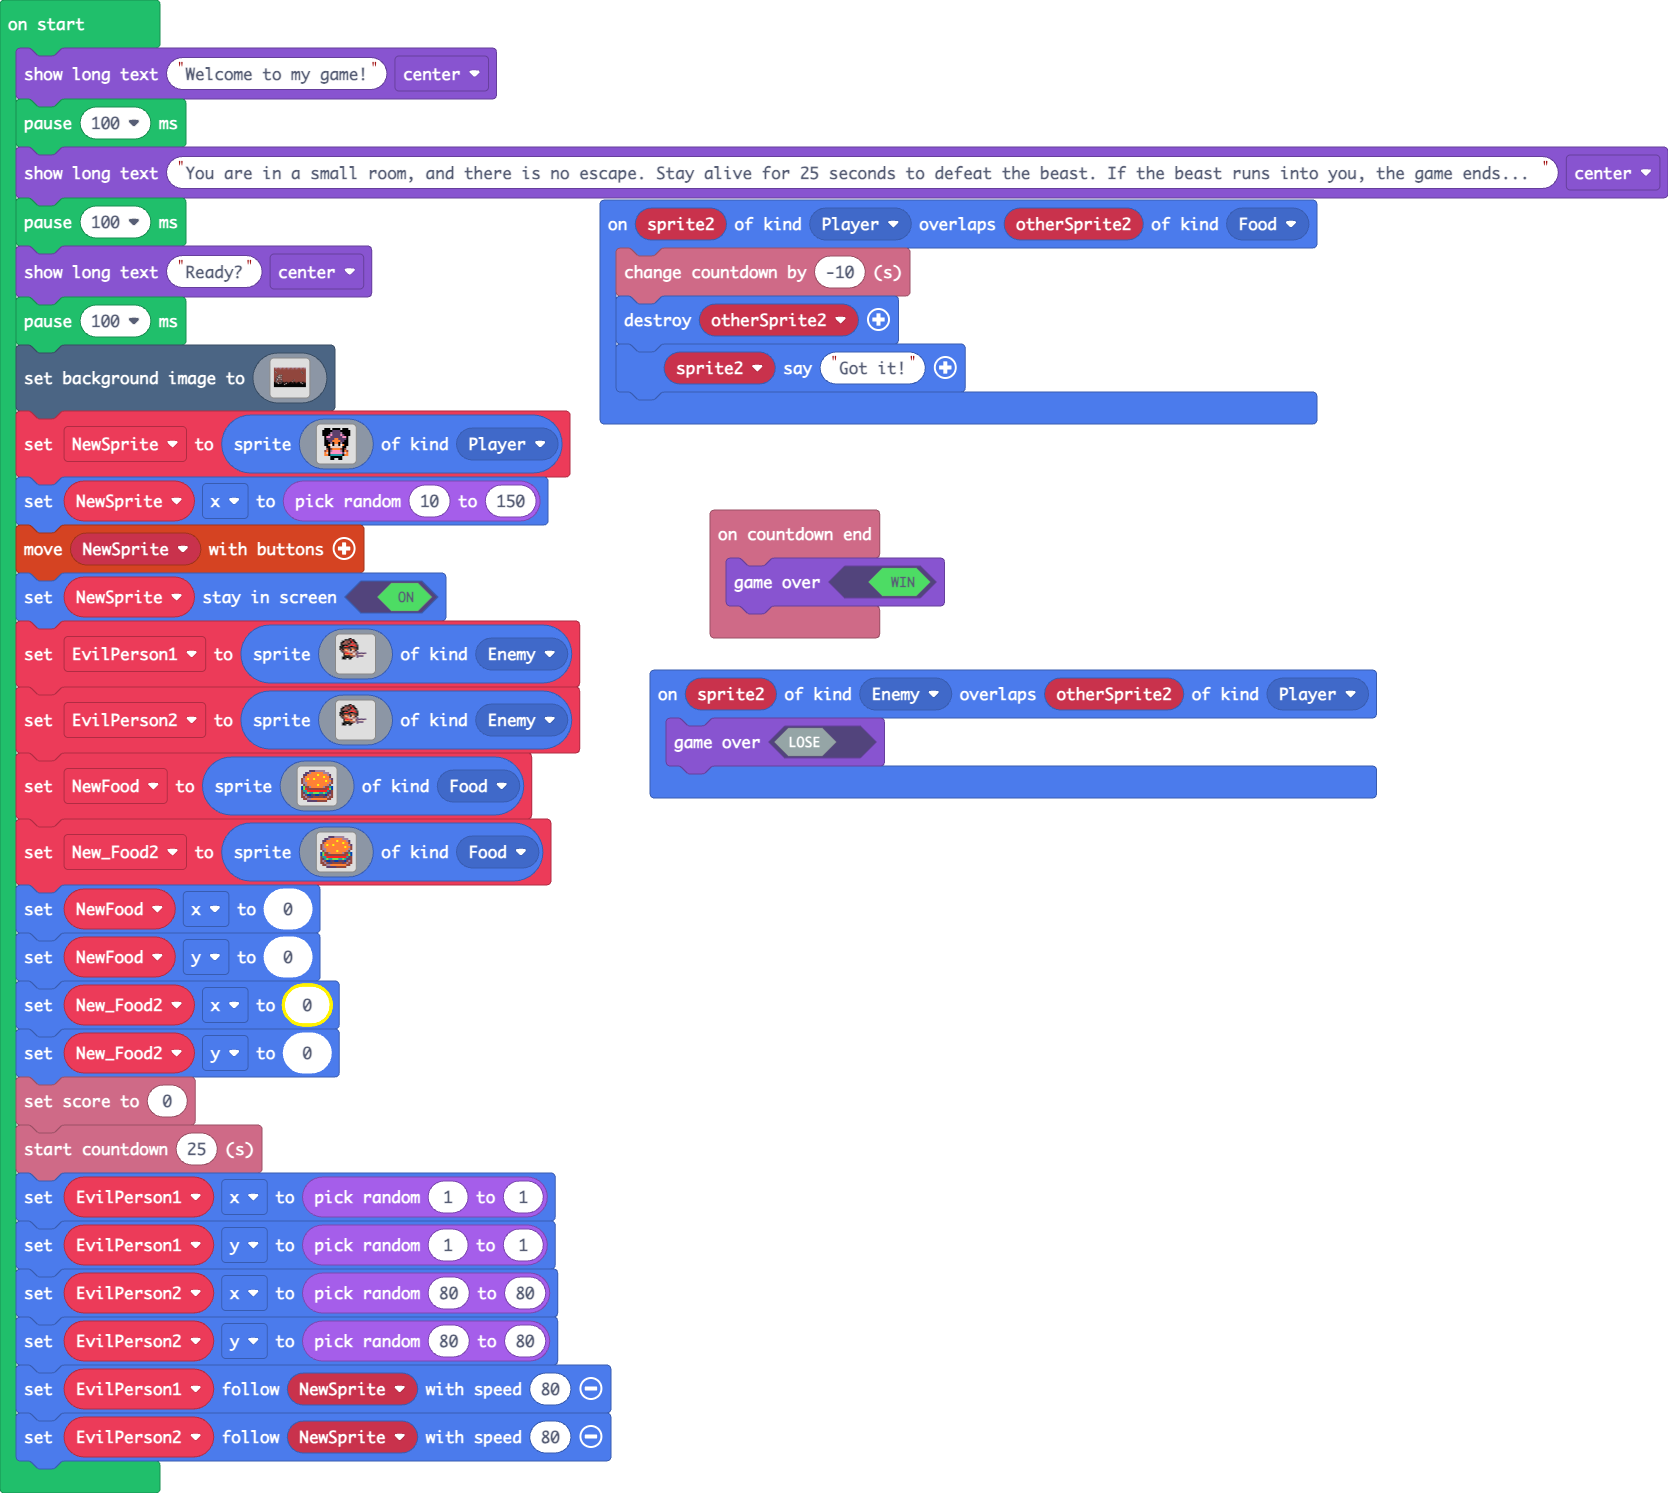 on start
show long text "Welcome to my game!" center
pause 100 ms
show long text "You are in a small room, and there is no escape. Stay alive for 25 seconds to defeat the beast. If the beast runs into you, the game ends... " center
pause 100 ms
show long text "Ready?" center
pause 100 ms
set background image to
set NewSprite to sprite of kind Player
set NewSprite x to pick random 10 to 150
move NewSprite with buttons
set NewSprite stay in screen ON
set EvilPerson1 to sprite of kind Enemy
set EvilPerson2 to sprite of kind Enemy
set NewFood to sprite of kind Food
set New_Food2 to sprite of kind Food
set NewFood x to 0
set NewFood y to 0
set New_Food2 x to 0
set New_Food2 y to 0
set score to 0
start countdown 25 (s)
set EvilPerson1 x to pick random 1 to 1
set EvilPerson1 y to pick random 1 to 1
set EvilPerson2 x to pick random 80 to 80
set EvilPerson2 y to pick random 80 to 80
set EvilPerson1 follow NewSprite with speed 80
set EvilPerson2 follow NewSprite with speed 80
on sprite2 of kind Player overlaps otherSprite2 of kind Food
change countdown by -10 (s)
destroy otherSprite2
sprite2 say "Got it!"
on countdown end
game over WIN
on sprite2 of kind Enemy overlaps otherSprite2 of kind Player
game over LOSE